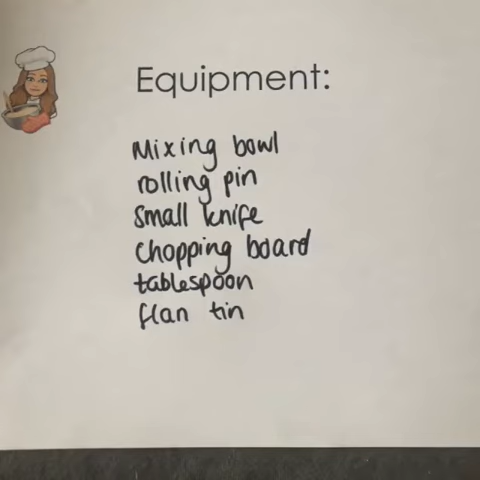 Equipment:
Mixing bowl
rolling pin
small knife
chopping board
tablespoon
flan tin